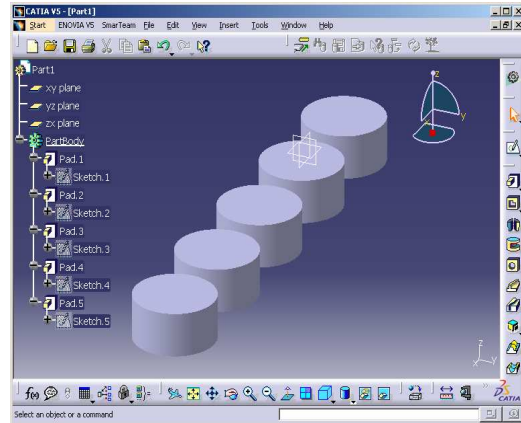 CATIA V5 - [Part1]
Start ENOVIA V5 SmarTeam File Edit View Insert Tools Window Help
Part1
xy plane
yz plane
zx plane
PartBody
Pad.1
Sketch.1
Pad.2
Sketch.2
Pad.3
Sketch.3
Pad.4
Sketch.4
Pad.5
Sketch.5
z
y
z
x y
f(x)
CATIA
Select an object or a command